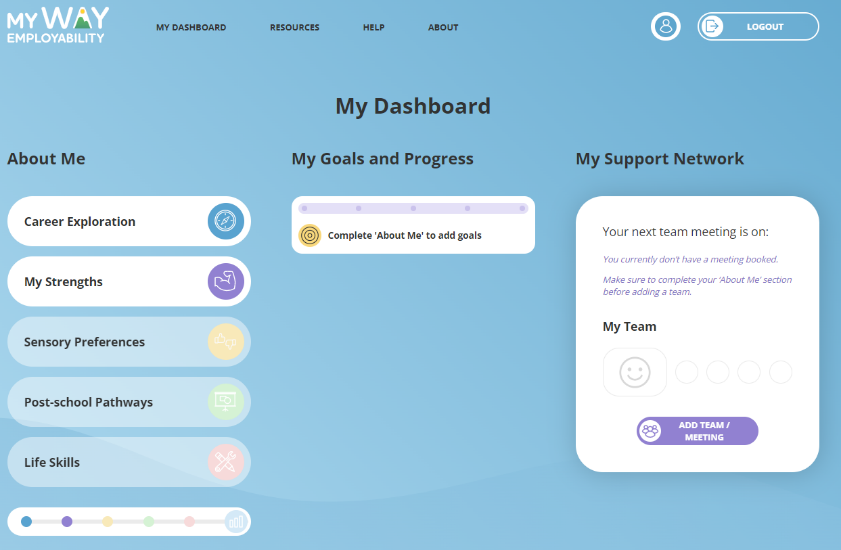 MY WAY
EMPLOYABILITY
MY DASHBOARD
RESOURCES
HELP
ABOUT
LOGOUT
My Dashboard
About Me
Career Exploration
My Strengths
Sensory Preferences
Post-school Pathways
Life Skills
My Goals and Progress
Complete 'About Me' to add goals
My Support Network
Your next team meeting is on:
You currently don't have a meeting booked.
Make sure to complete your 'About Me' section
before adding a team.
My Team
ADD TEAM /
MEETING